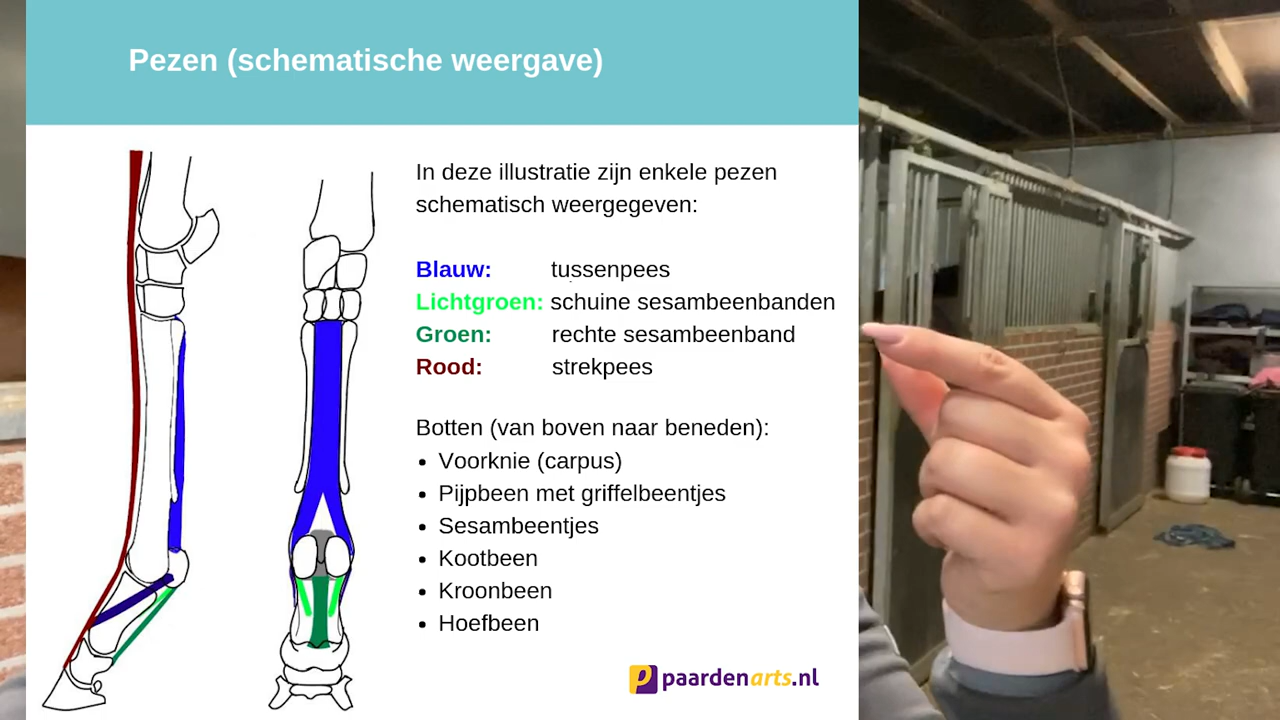 Pezen (schematische weergave)
In deze illustratie zijn enkele pezen
schematisch weergegeven:
Blauw: tussenpees
Lichtgroen: schuine sesambeenbanden
Groen: rechte sesambeenband
Rood: strekpees
Botten (van boven naar beneden):
• Voorknie (carpus)
• Pijpbeen met griffelbeentjes
• Sesambeentjes
• Kootbeen
• Kroonbeen
• Hoefbeen
paardenarts.nl